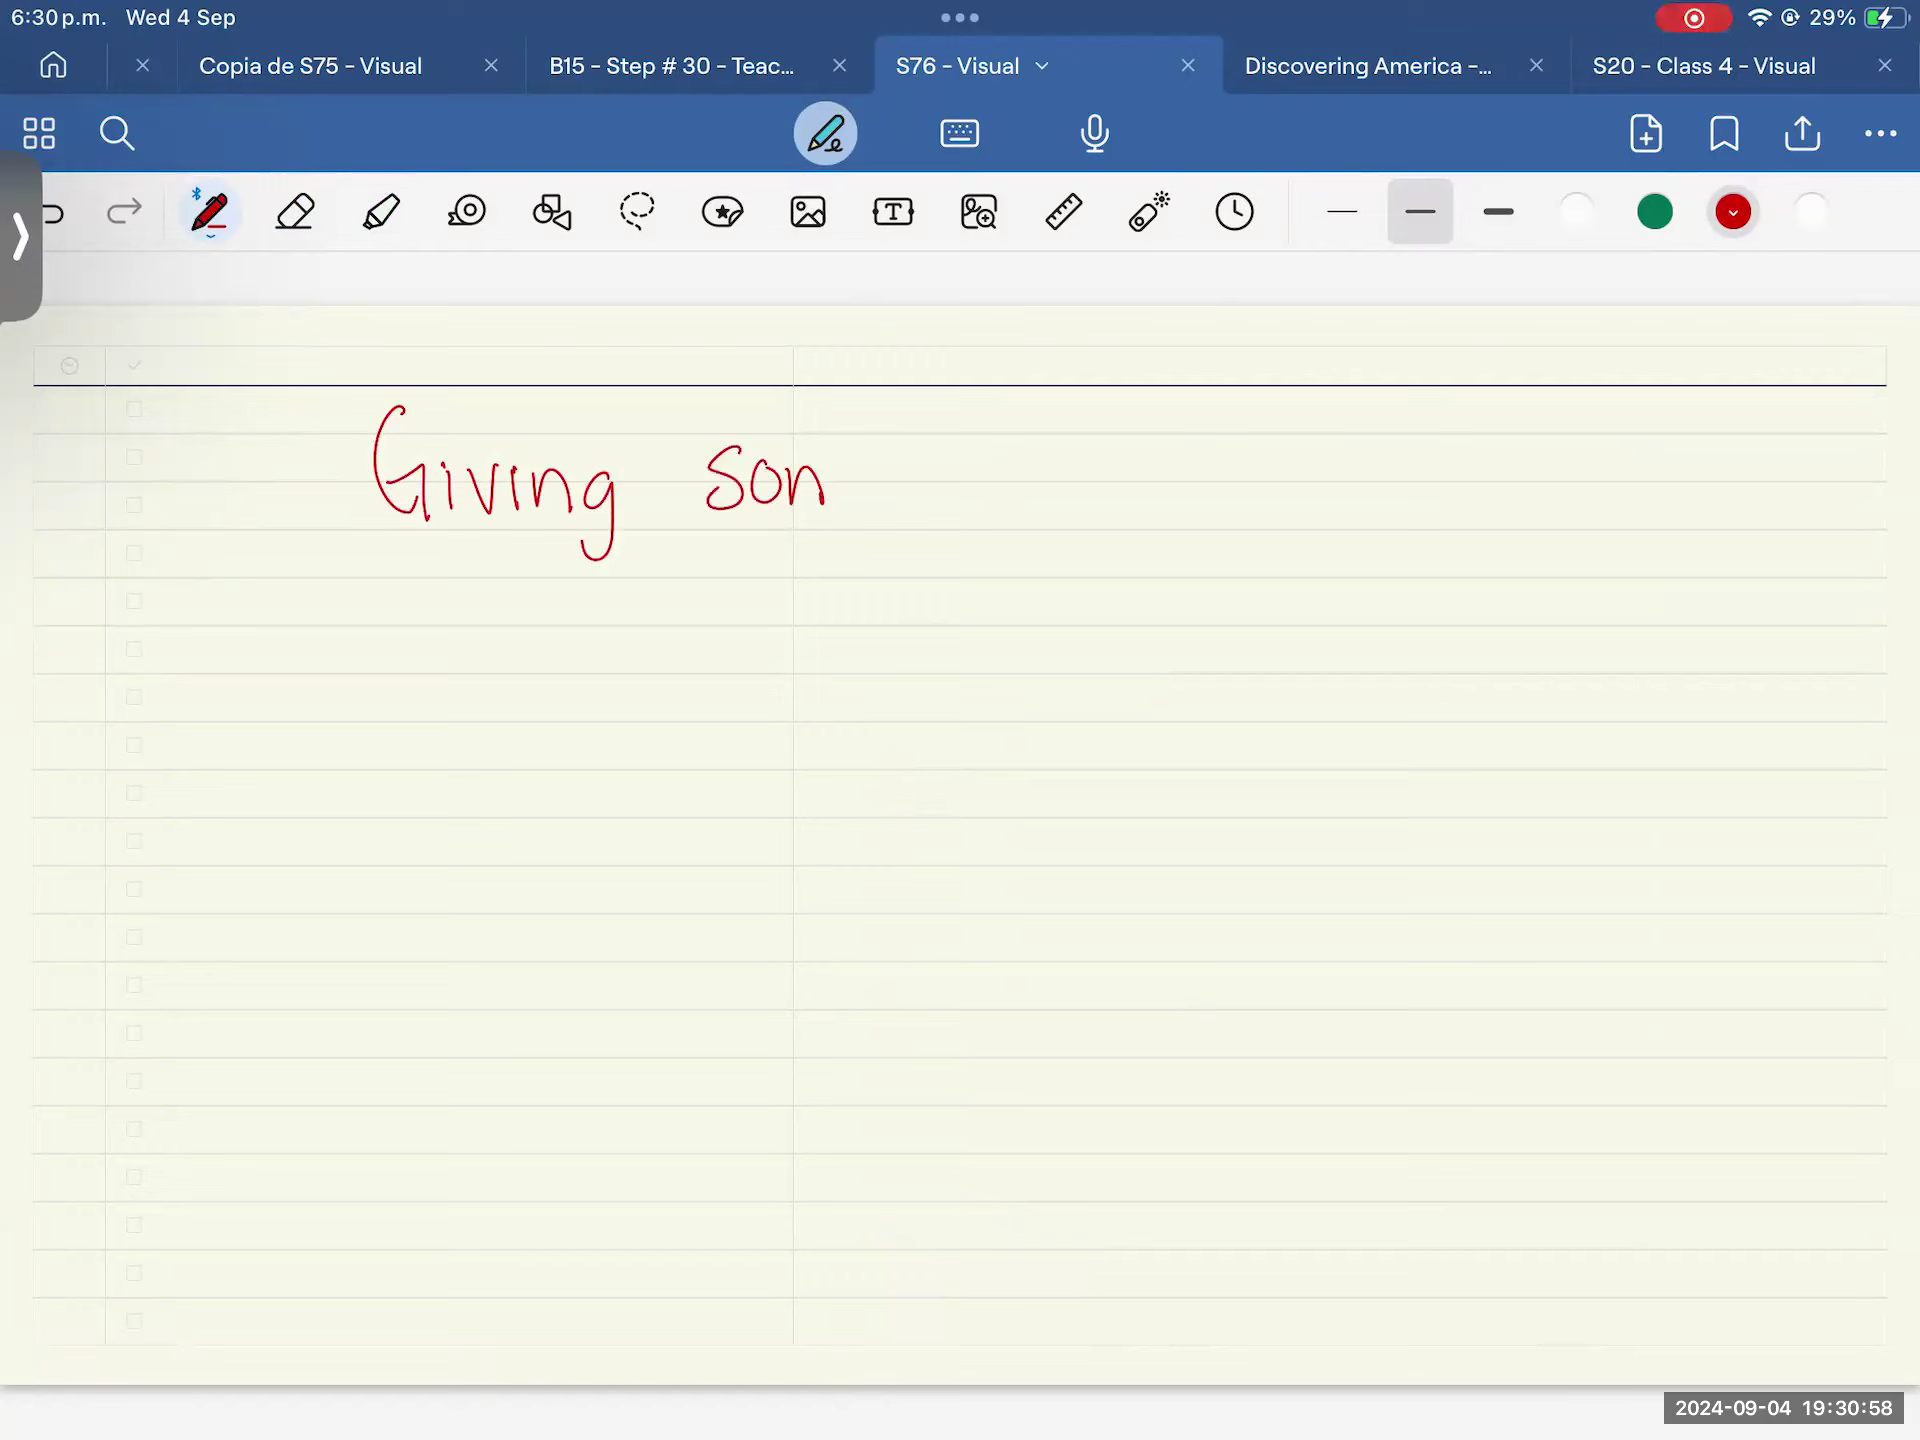 6:30 p.m. Wed 4 Sep
29%
Copia de S75 - Visual
B15 - Step # 30 - Teac...
S76 - Visual
Discovering America -...
S20 - Class 4 - Visual
Giving son
2024-09-04 19:30:58